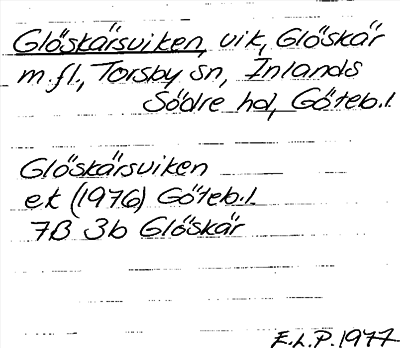 Glöskärsviken, vik, Glöskär
m.fl., Torsby sn, Inlands
Södre hd, Göteb.l.
Glöskärsviken
ek (1976) Göteb.l.
7B 3b Glöskär
E.L.P. 1977